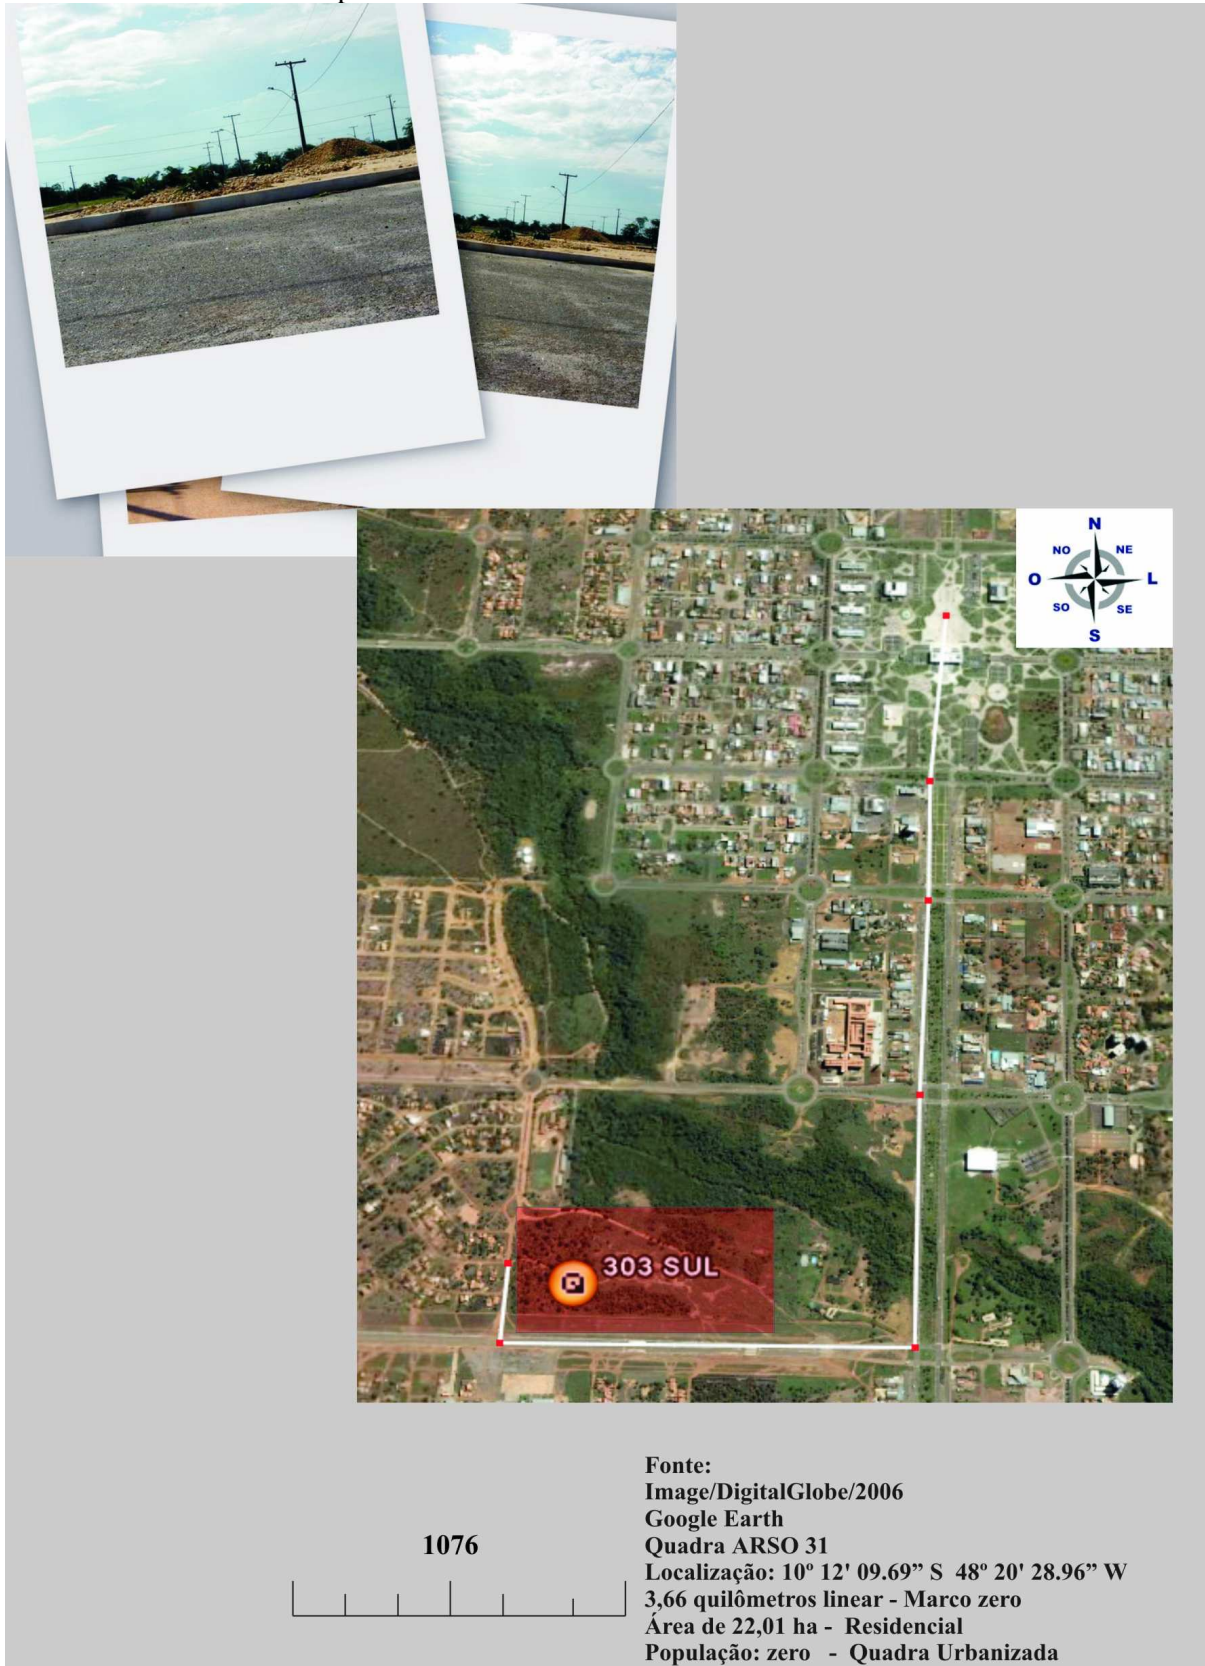 N
NO
NE
O
L
SO
SE
S
303 SUL
1076
Fonte:
Image/DigitalGlobe/2006
Google Earth
Quadra ARSO 31
Localização: 10º 12' 09.69” S 48º 20' 28.96” W
3,66 quilômetros linear - Marco zero
Área de 22,01 ha - Residencial
População: zero - Quadra Urbanizada